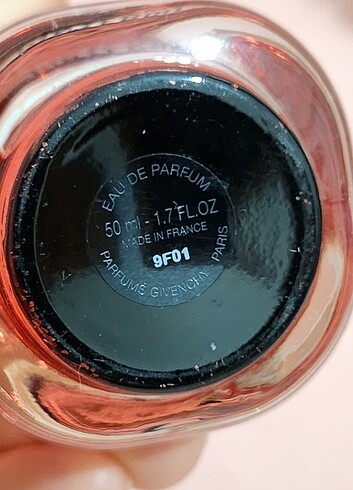 EAU DE PARFUM
50 ml - 1.7 FL.OZ
MADE IN FRANCE
9F01
PARFUMS GIVENCHY PARIS